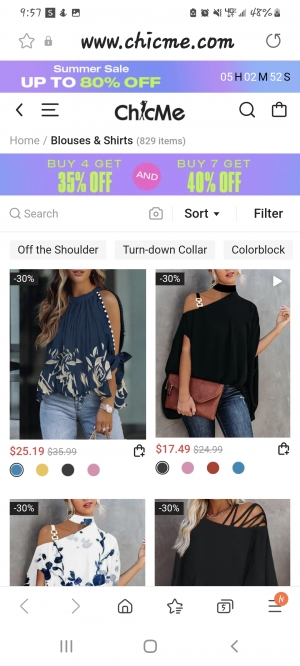 9:57 S 48%
www.chicme.com
Summer Sale
UP TO 80% OFF
05 H 02 M 52 S
ChicMe
Home / Blouses & Shirts (829 items)
BUY 4 GET
35% OFF
AND
BUY 7 GET
40% OFF
Search
Sort
Filter
Off the Shoulder
Turn-down Collar
Colorblock
-30%
-30%
$25.19 $35.99
$17.49 $24.99
-30%
-30%
5
N